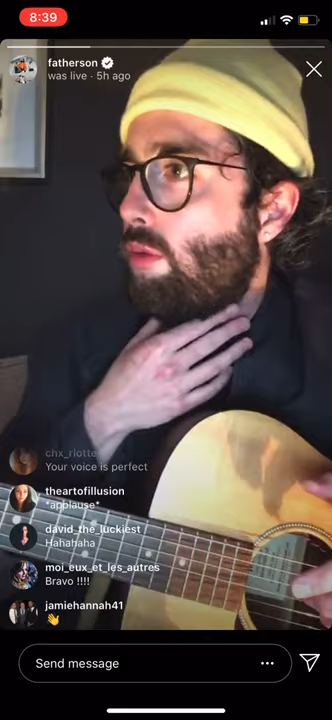 8:39
fatherson
was live · 5h ago
chx_rlotte
Your voice is perfect
theartofillusion
*applause*
david_the_luckiest
Hahahaha
moi_eux_et_les_autres
Bravo !!!!
jamiehannah41
👋
Send message